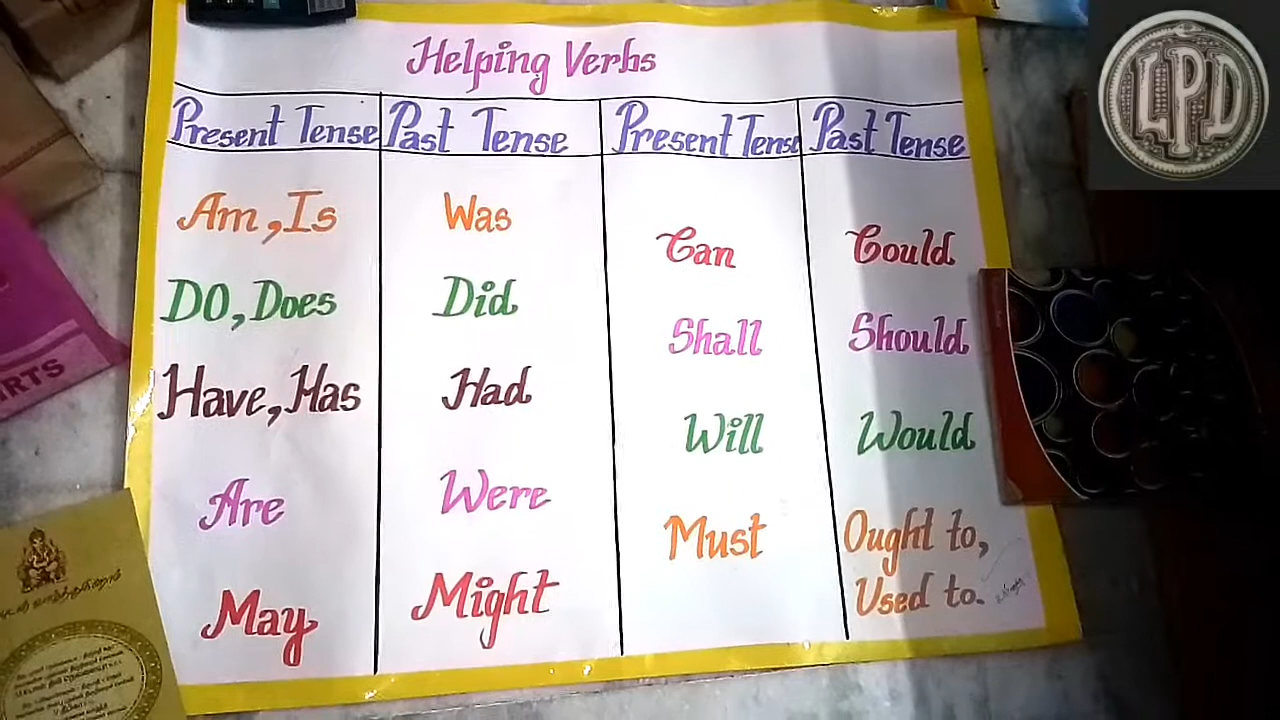 Helping Verbs
Present Tense Past Tense Present Tense Past Tense
Am, Is Was
Can Could
DO, Does Did
Shall Should
Have, Has Had
Will Would
Are Were
Must Ought to,
Used to.
May Might
LPD
RTS